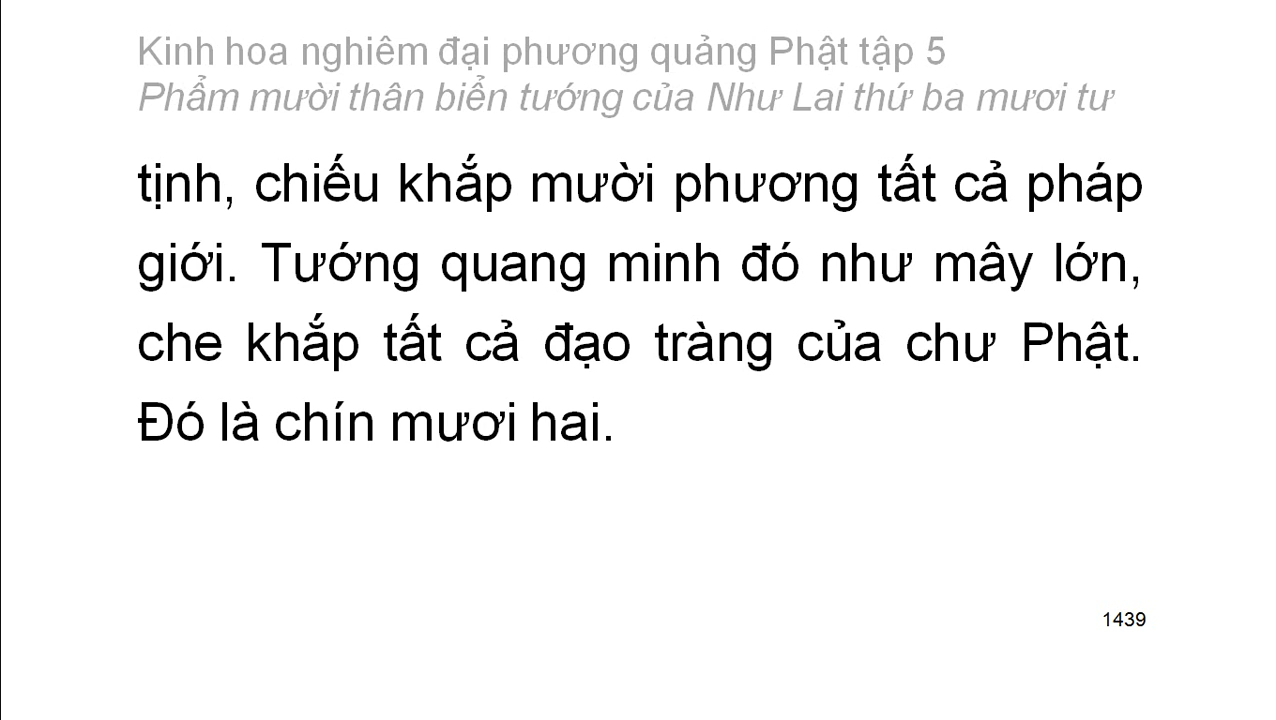 Kinh hoa nghiêm đại phương quảng Phật tập 5
Phẩm mười thân biển tướng của Như Lai thứ ba mươi tư
tịnh, chiếu khắp mười phương tất cả pháp
giới. Tướng quang minh đó như mây lớn,
che khắp tất cả đạo tràng của chư Phật.
Đó là chín mươi hai.
1439